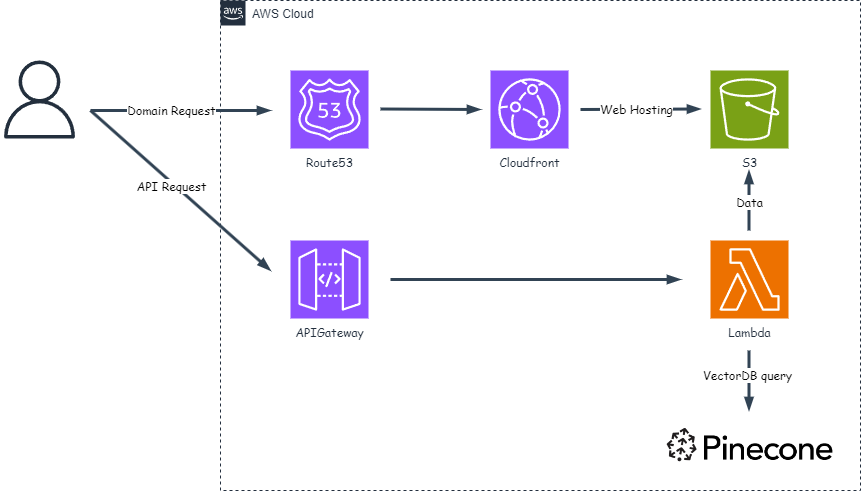 aws
AWS Cloud
Domain Request
53
Web Hosting
Route53
Cloudfront
S3
API Request
Data
</>
APIGateway
Lambda
VectorDB query
Pinecone